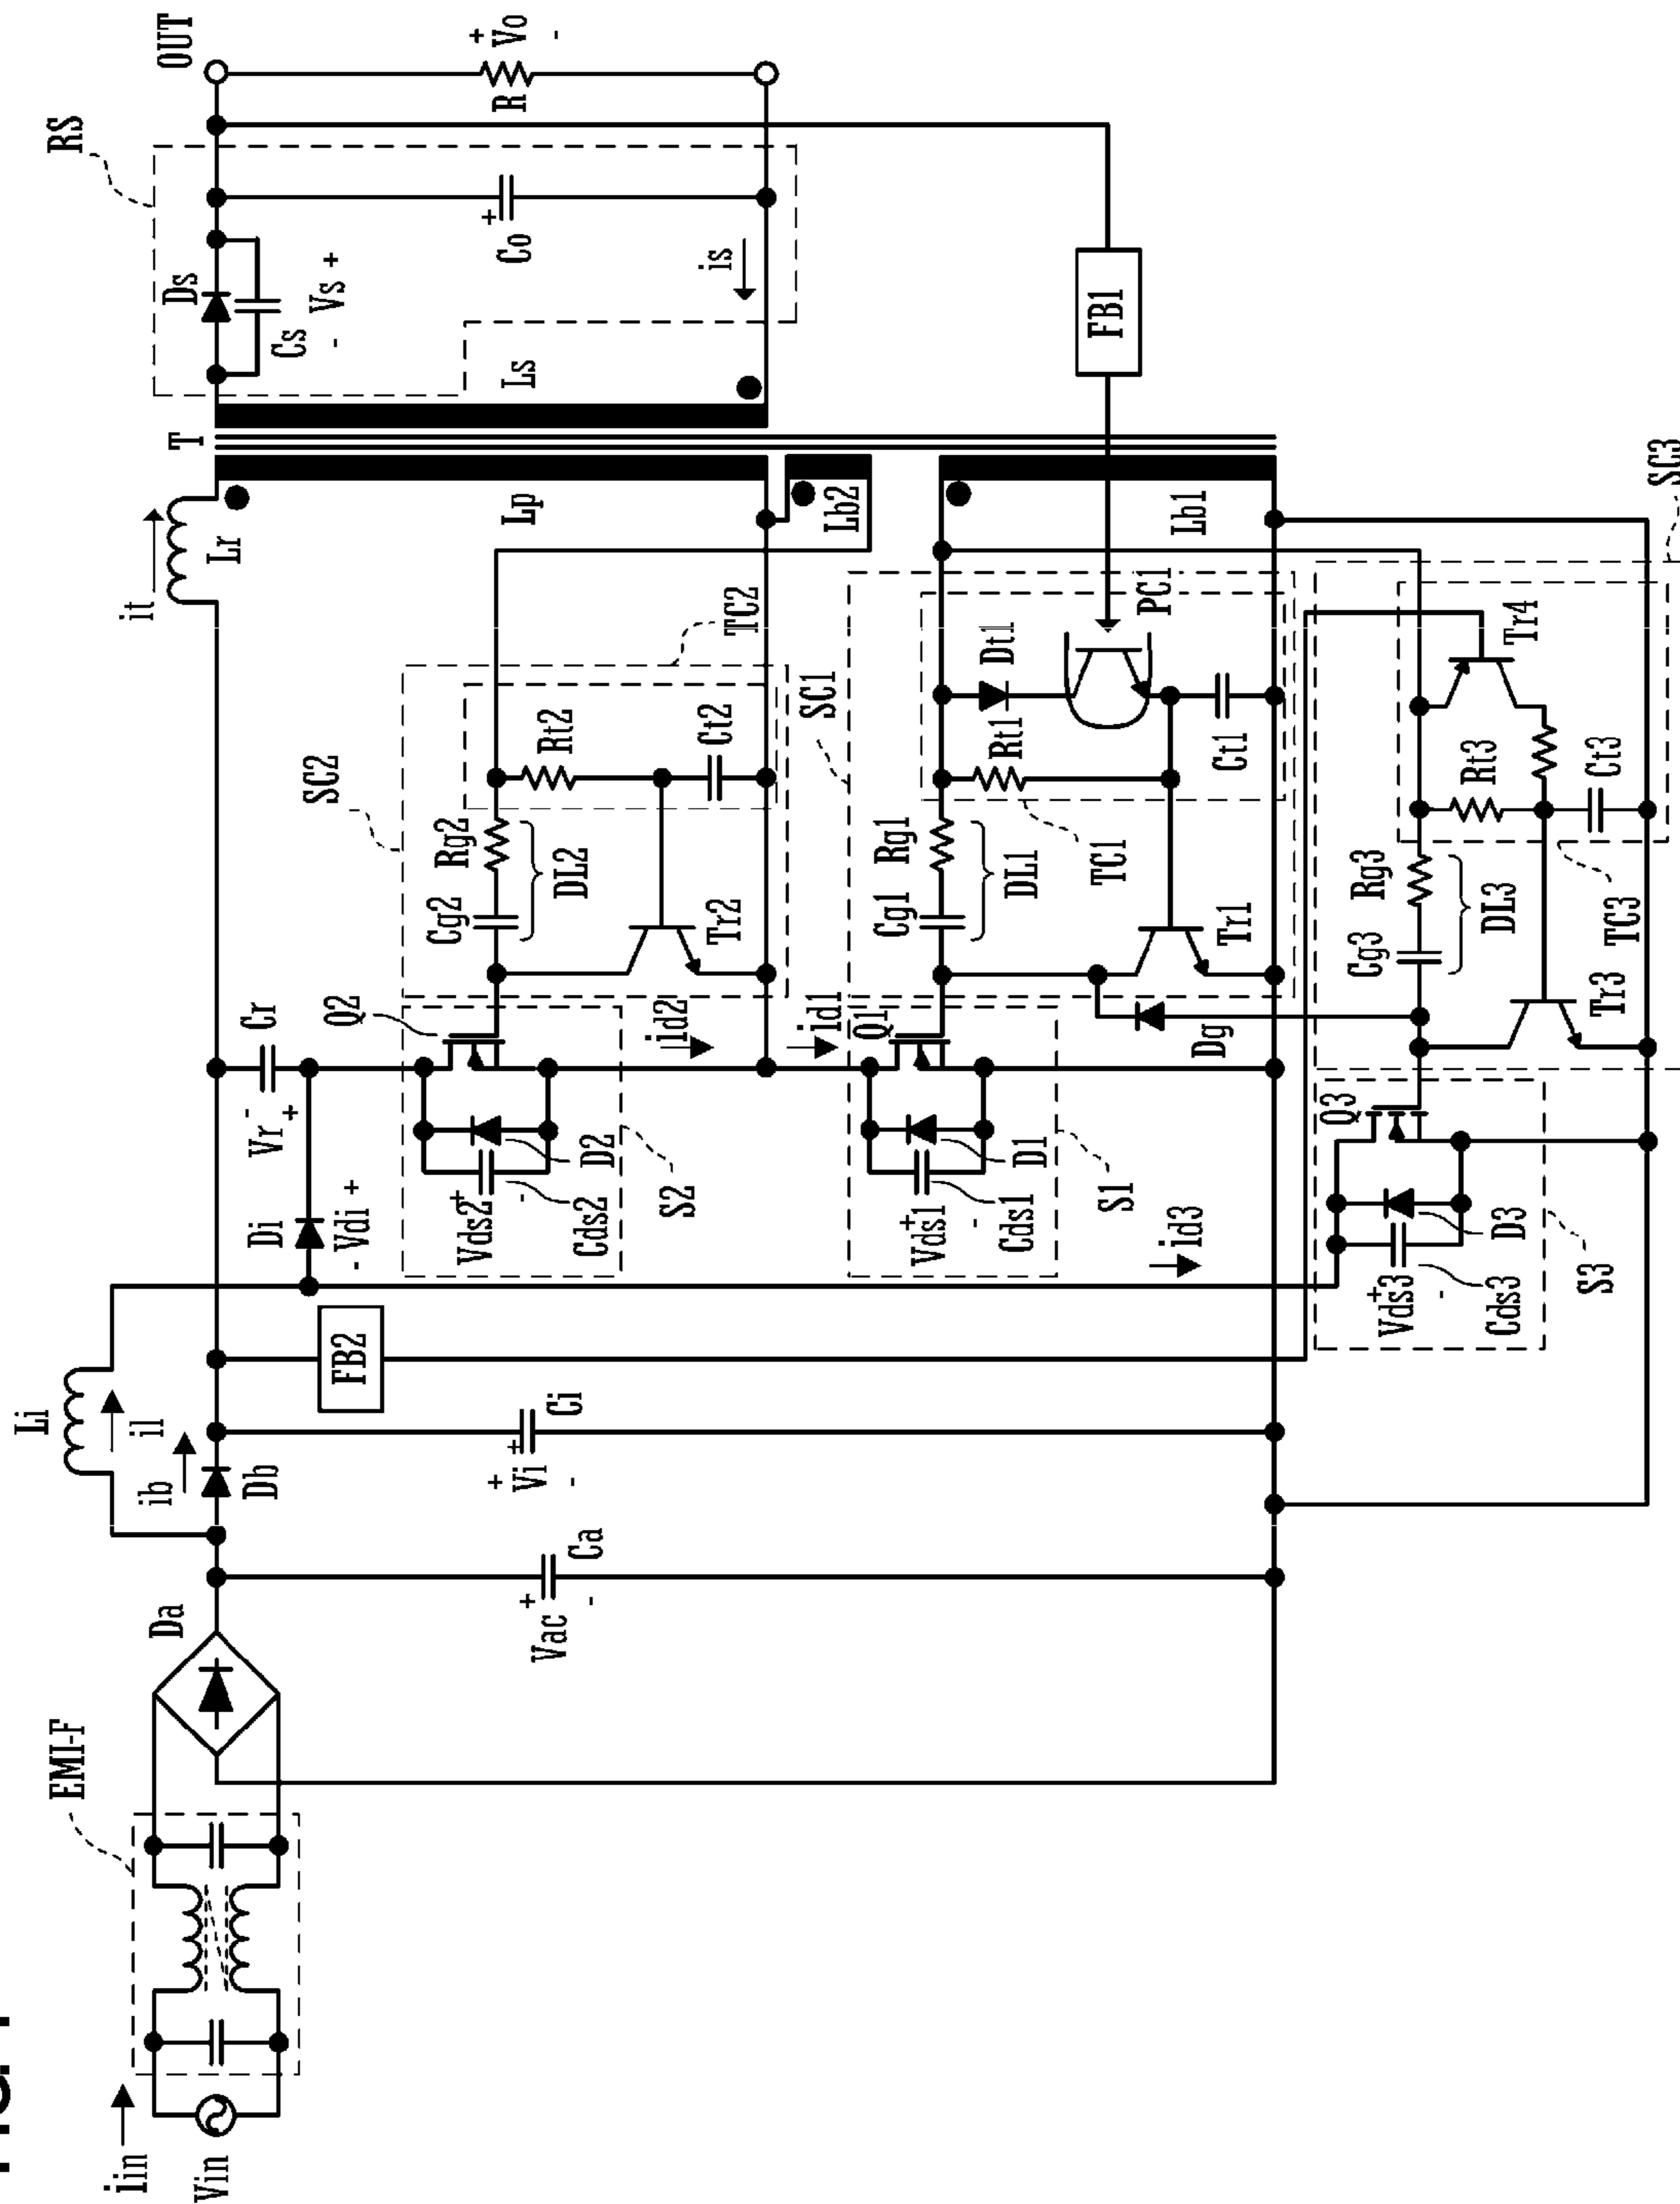 iin
Vin
EMI-F
Da
Vac
+
-
Ca
Li
il
ib
Db
+
Vi
-
+
Ci
FB2
Di
- Vdi +
Vr
-
+
Cr
Q2
Vds2
+
-
D2
Cds2
S2
SC2
Cg2
Rg2
DL2
Rt2
Ct2
Tr2
TC2
id2
id1
Q1
Vds1
+
-
D1
Cds1
S1
SC1
Cg1
Rg1
DL1
TC1
Rt1
Dt1
PC1
Ct1
Tr1
Dg
id3
Q3
Vds3
+
-
D3
Cds3
S3
Cg3
Rg3
DL3
TC3
Tr3
Rt3
Ct3
Tr4
SC3
it
Lr
T
Lp
Lb2
Lb1
Ls
RS
Ds
Cs
- Vs +
+
Co
is
FB1
OUT
R
+
Vo
-